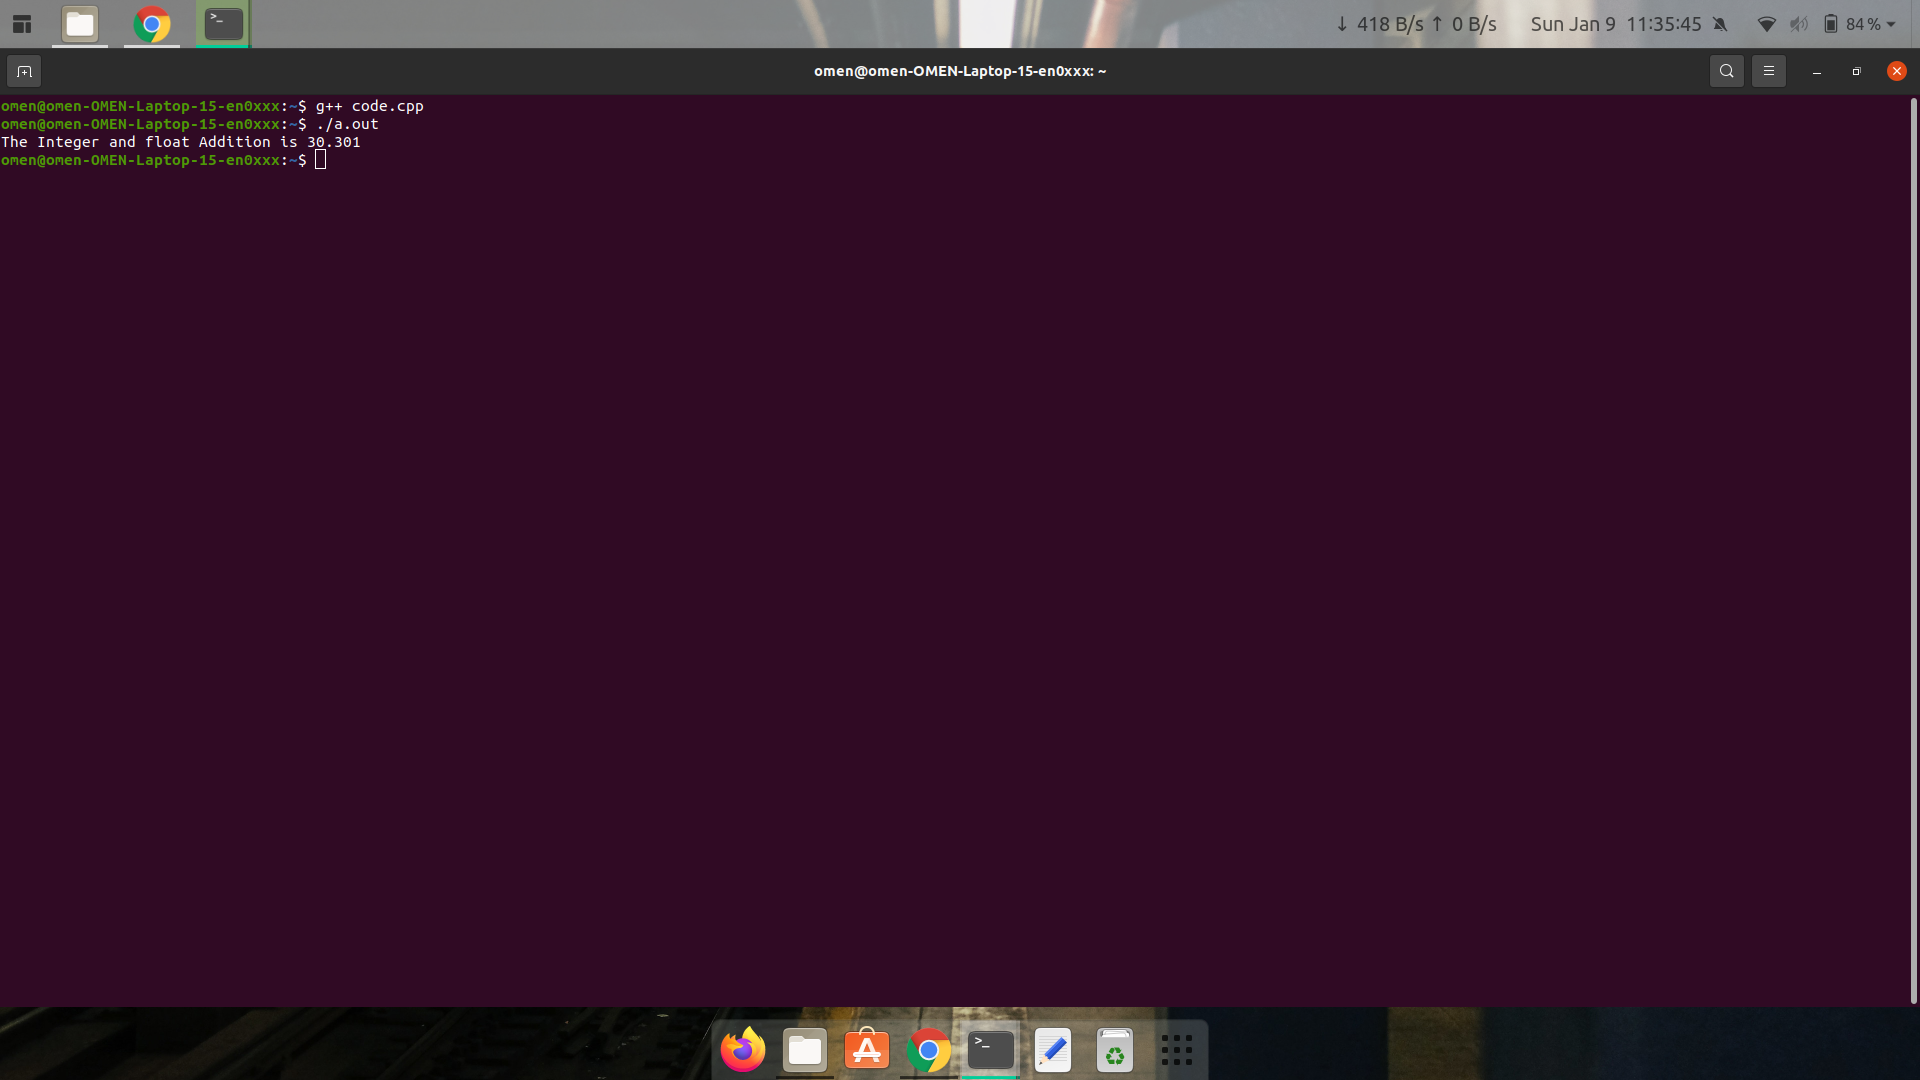 ↓ 418 B/s ↑ 0 B/s Sun Jan 9 11:35:45 84 %
omen@omen-OMEN-Laptop-15-en0xxx: ~
omen@omen-OMEN-Laptop-15-en0xxx:~$ g++ code.cpp
omen@omen-OMEN-Laptop-15-en0xxx:~$ ./a.out
The Integer and float Addition is 30.301
omen@omen-OMEN-Laptop-15-en0xxx:~$